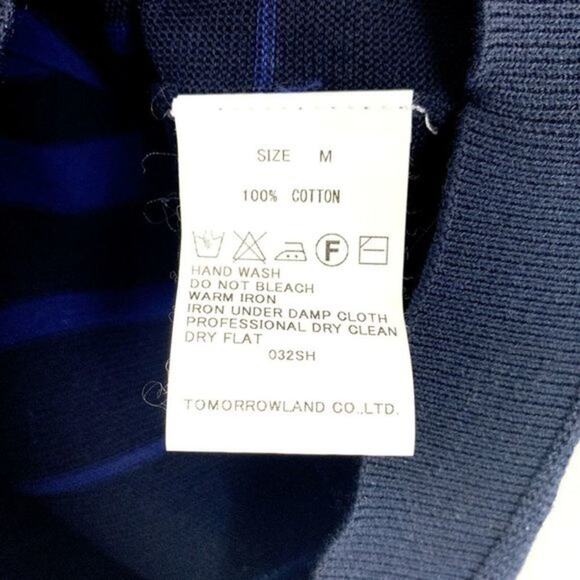 SIZE M
100% COTTON
F
HAND WASH
DO NOT BLEACH
WARM IRON
IRON UNDER DAMP CLOTH
PROFESSIONAL DRY CLEAN
DRY FLAT
032SH
TOMORROWLAND CO.,LTD.